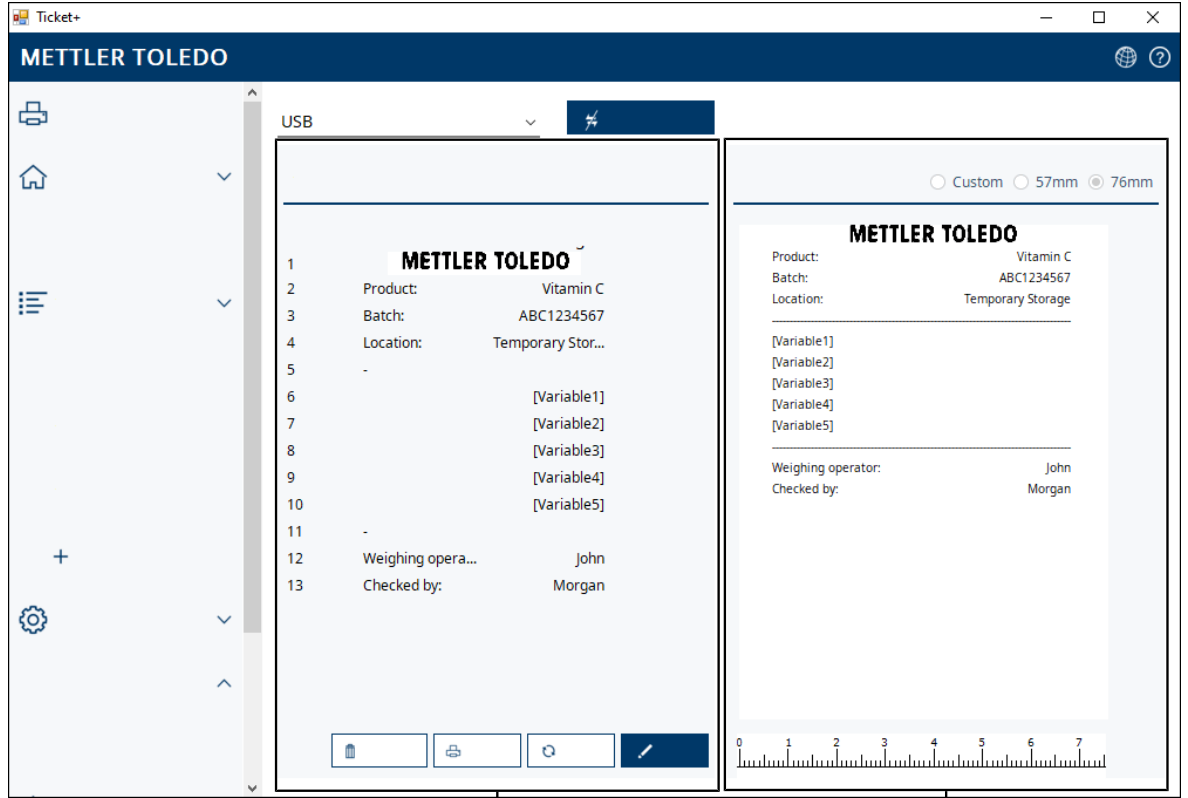 Ticket+
METTLER TOLEDO
USB
Custom 57mm 76mm
1 METTLER TOLEDO
2 Product: Vitamin C
3 Batch: ABC1234567
4 Location: Temporary Stor...
5 -
6 [Variable1]
7 [Variable2]
8 [Variable3]
9 [Variable4]
10 [Variable5]
11 -
12 Weighing opera... John
13 Checked by: Morgan
METTLER TOLEDO
Product: Vitamin C
Batch: ABC1234567
Location: Temporary Storage
[Variable1]
[Variable2]
[Variable3]
[Variable4]
[Variable5]
Weighing operator: John
Checked by: Morgan
0 1 2 3 4 5 6 7